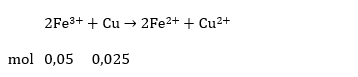 2Fe³⁺ + Cu → 2Fe²⁺ + Cu²⁺
mol 0,05 0,025